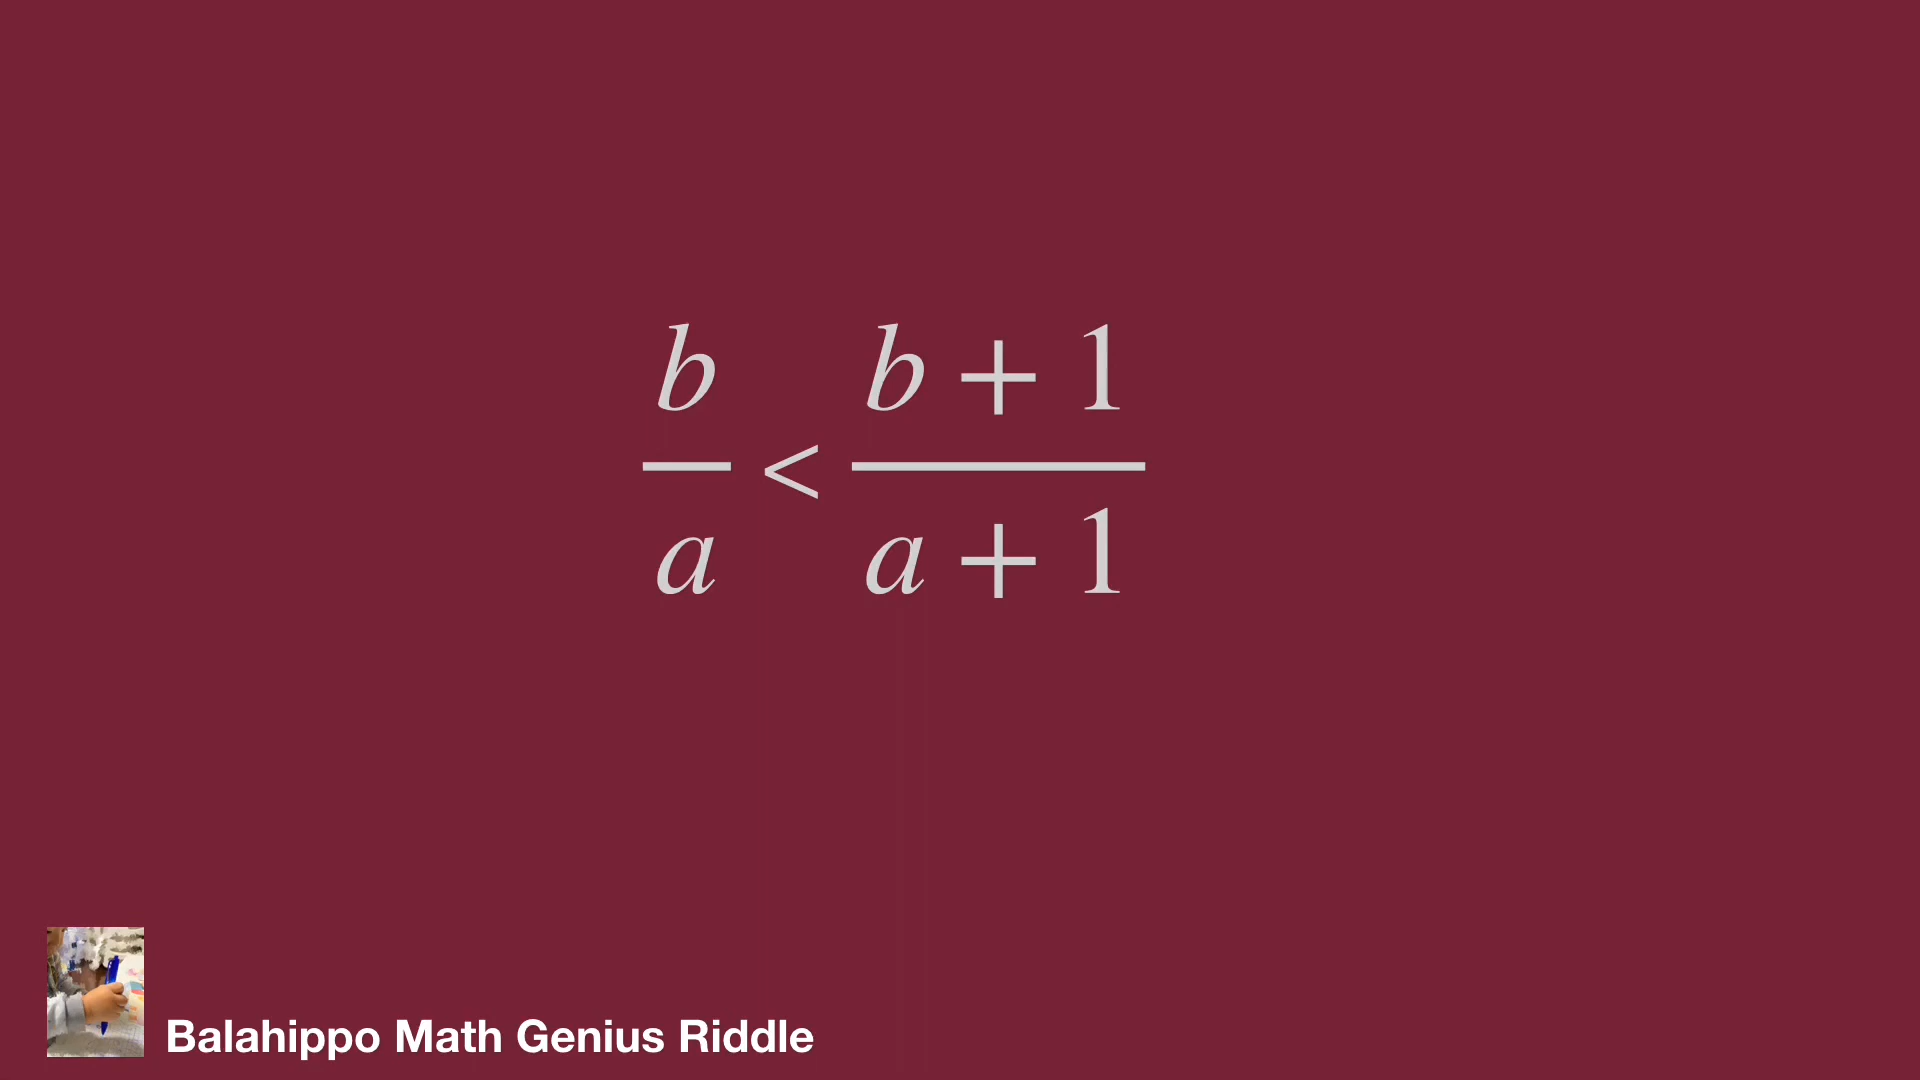 b/a < b + 1/a + 1
Balahippo Math Genius Riddle